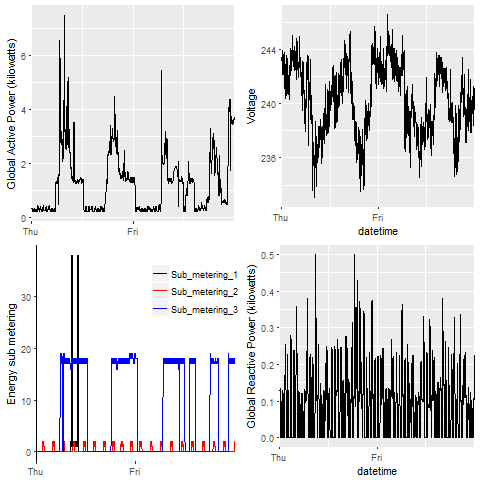 Global Active Power (kilowatts)
6
4
2
0
Thu
Fri
Voltage
244
240
236
Thu
Fri
datetime
Energy sub metering
30
20
10
0
Thu
Fri
Sub_metering_1
Sub_metering_2
Sub_metering_3
Global Reactive Power (kilowatts)
0.5
0.4
0.3
0.2
0.1
0.0
Thu
Fri
datetime